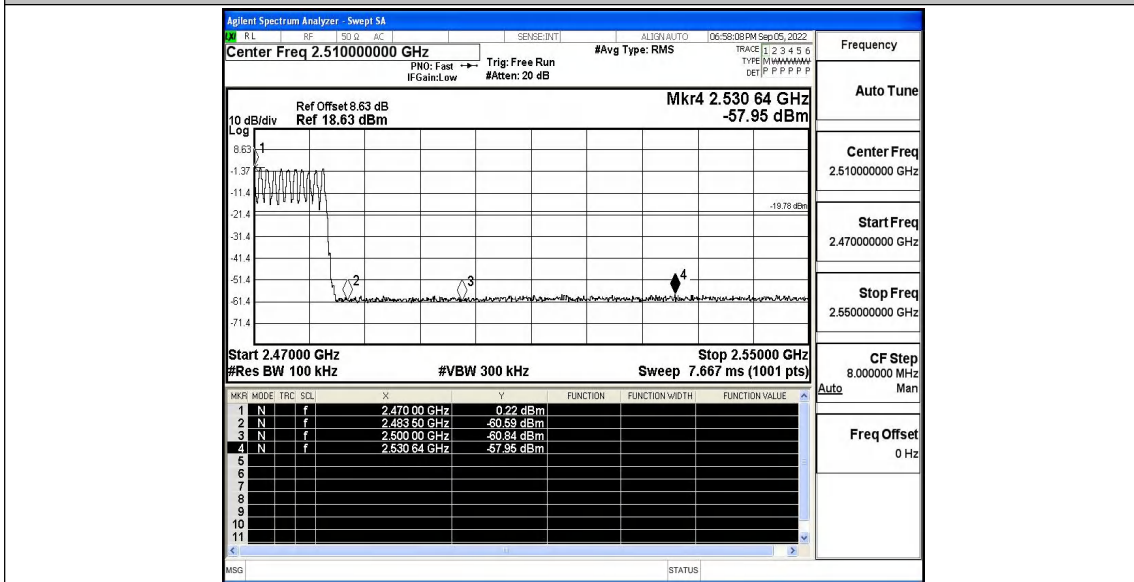 Agilent Spectrum Analyzer - Swept SA
LXI RL RF 50 Ω AC SENSE:INT ALIGNAUTO 06:58:08 PM Sep 05, 2022
Center Freq 2.510000000 GHz
PNO: Fast
IFGain:Low
Trig: Free Run
#Atten: 20 dB
#Avg Type: RMS
TRACE 1 2 3 4 5 6
TYPE MWWWWW
DET P P P P P P
Ref Offset 8.63 dB
10 dB/div Ref 18.63 dBm
Log
Mkr4 2.530 64 GHz
-57.95 dBm
8.63
-1.37
-11.4
-21.4
-31.4
-41.4
-51.4
-61.4
-71.4
1
2
3
4
-19.78 dBm
Start 2.47000 GHz Stop 2.55000 GHz
#Res BW 100 kHz #VBW 300 kHz Sweep 7.667 ms (1001 pts)
MKR MODE TRC SCL X Y FUNCTION FUNCTION WIDTH FUNCTION VALUE
1 N f 2.470 00 GHz 0.22 dBm
2 N f 2.483 50 GHz -60.59 dBm
3 N f 2.500 00 GHz -60.84 dBm
4 N f 2.530 64 GHz -57.95 dBm
5
6
7
8
9
10
11
MSG STATUS
Frequency
Auto Tune
Center Freq
2.510000000 GHz
Start Freq
2.470000000 GHz
Stop Freq
2.550000000 GHz
CF Step
8.000000 MHz
Auto Man
Freq Offset
0 Hz